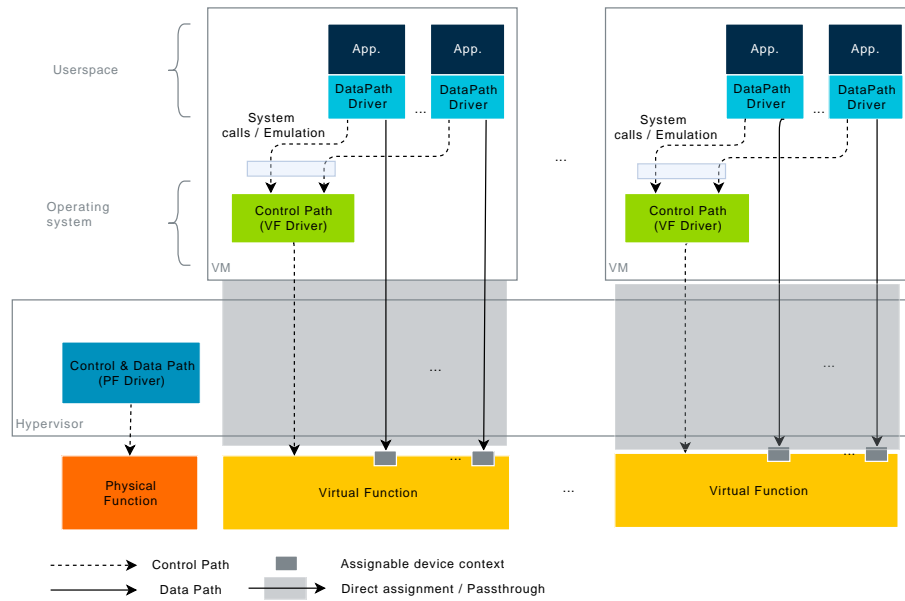 Userspace
Operating
system
App.
App.
DataPath
Driver
DataPath
Driver
...
System
calls / Emulation
Control Path
(VF Driver)
VM
...
App.
App.
DataPath
Driver
DataPath
Driver
...
System
calls / Emulation
Control Path
(VF Driver)
VM
Control & Data Path
(PF Driver)
Hypervisor
...
...
Physical
Function
...
Virtual Function
...
...
Virtual Function
Control Path
Assignable device context
Data Path
Direct assignment / Passthrough